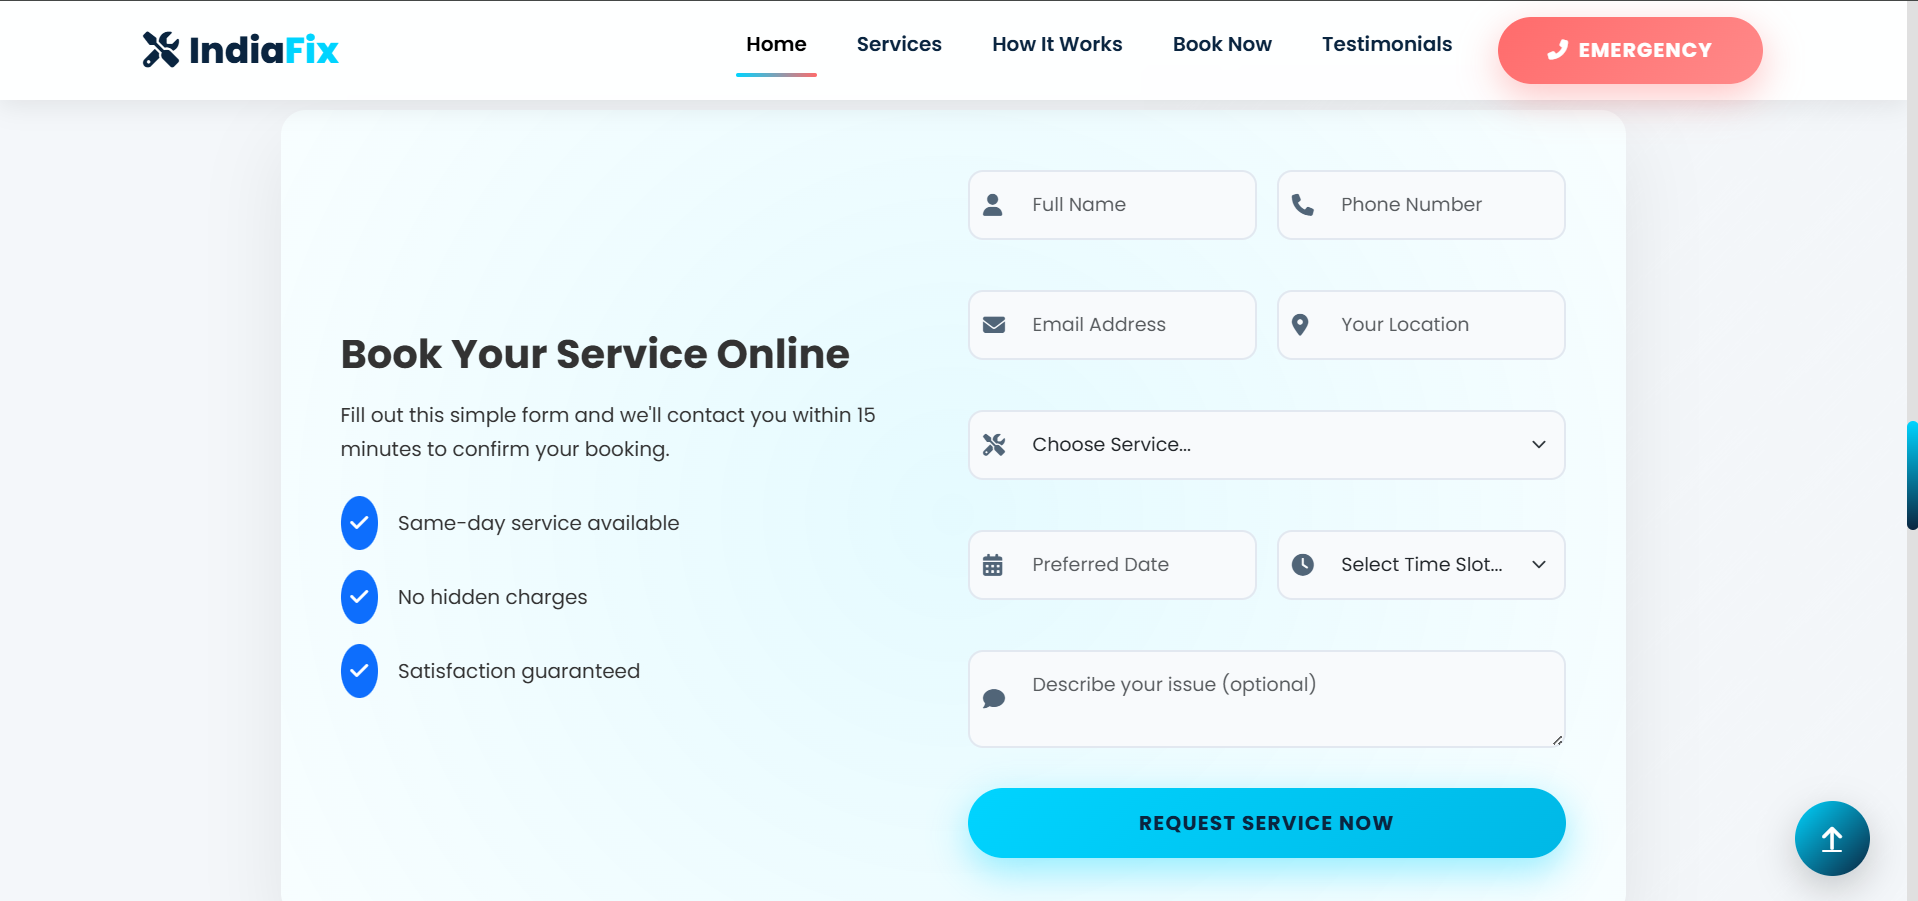 IndiaFix
Home
Services
How It Works
Book Now
Testimonials
EMERGENCY
Book Your Service Online
Fill out this simple form and we'll contact you within 15
minutes to confirm your booking.
Same-day service available
No hidden charges
Satisfaction guaranteed
Full Name
Phone Number
Email Address
Your Location
Choose Service...
Preferred Date
Select Time Slot...
Describe your issue (optional)
REQUEST SERVICE NOW